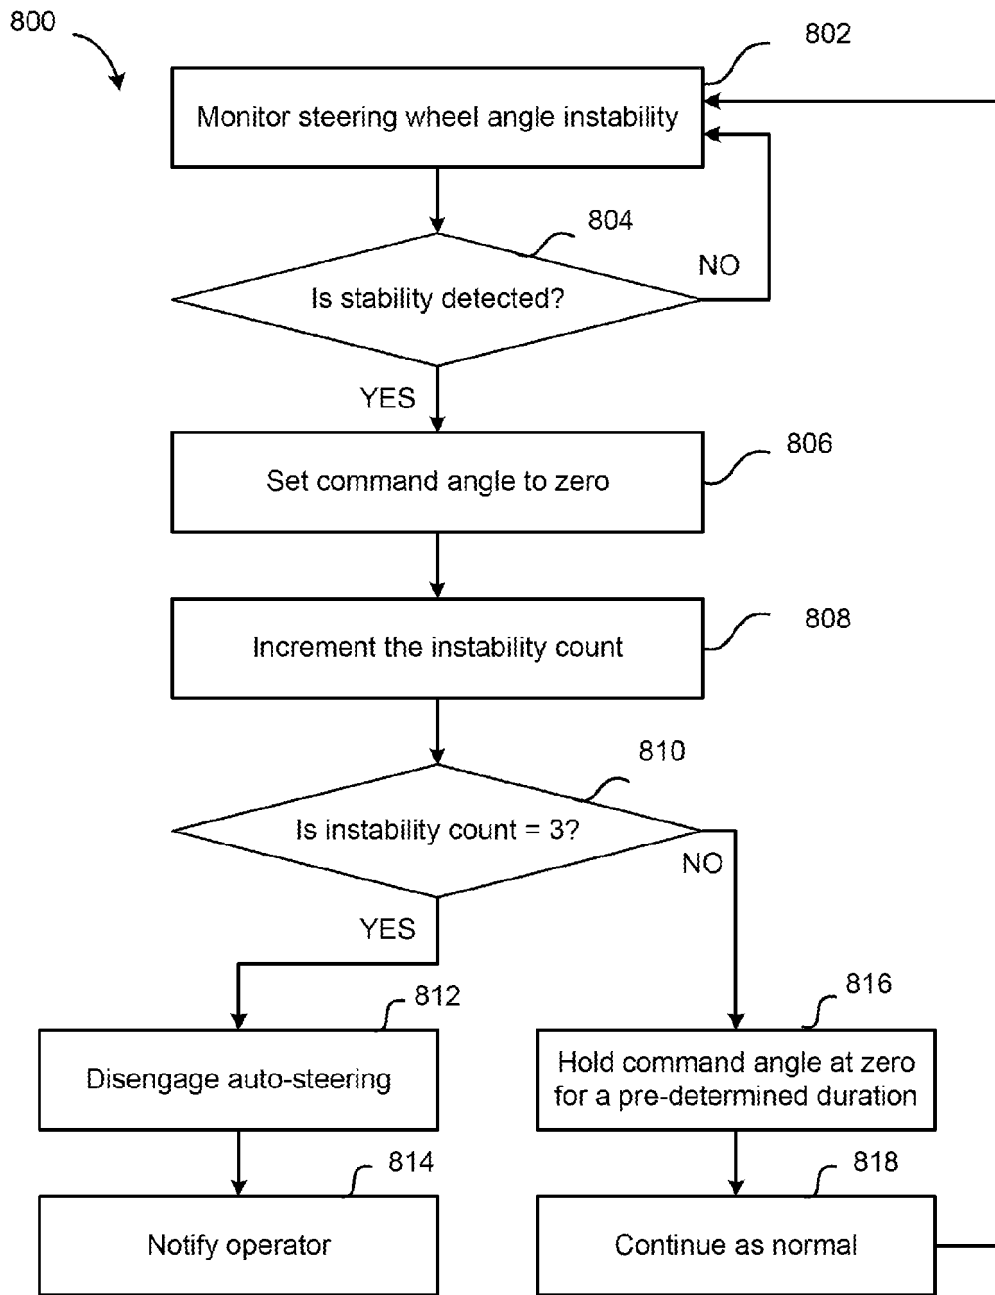 800
802
Monitor steering wheel angle instability
804
Is stability detected?
NO
YES
806
Set command angle to zero
808
Increment the instability count
810
Is instability count = 3?
NO
YES
812
Disengage auto-steering
816
Hold command angle at zero
for a pre-determined duration
814
Notify operator
818
Continue as normal